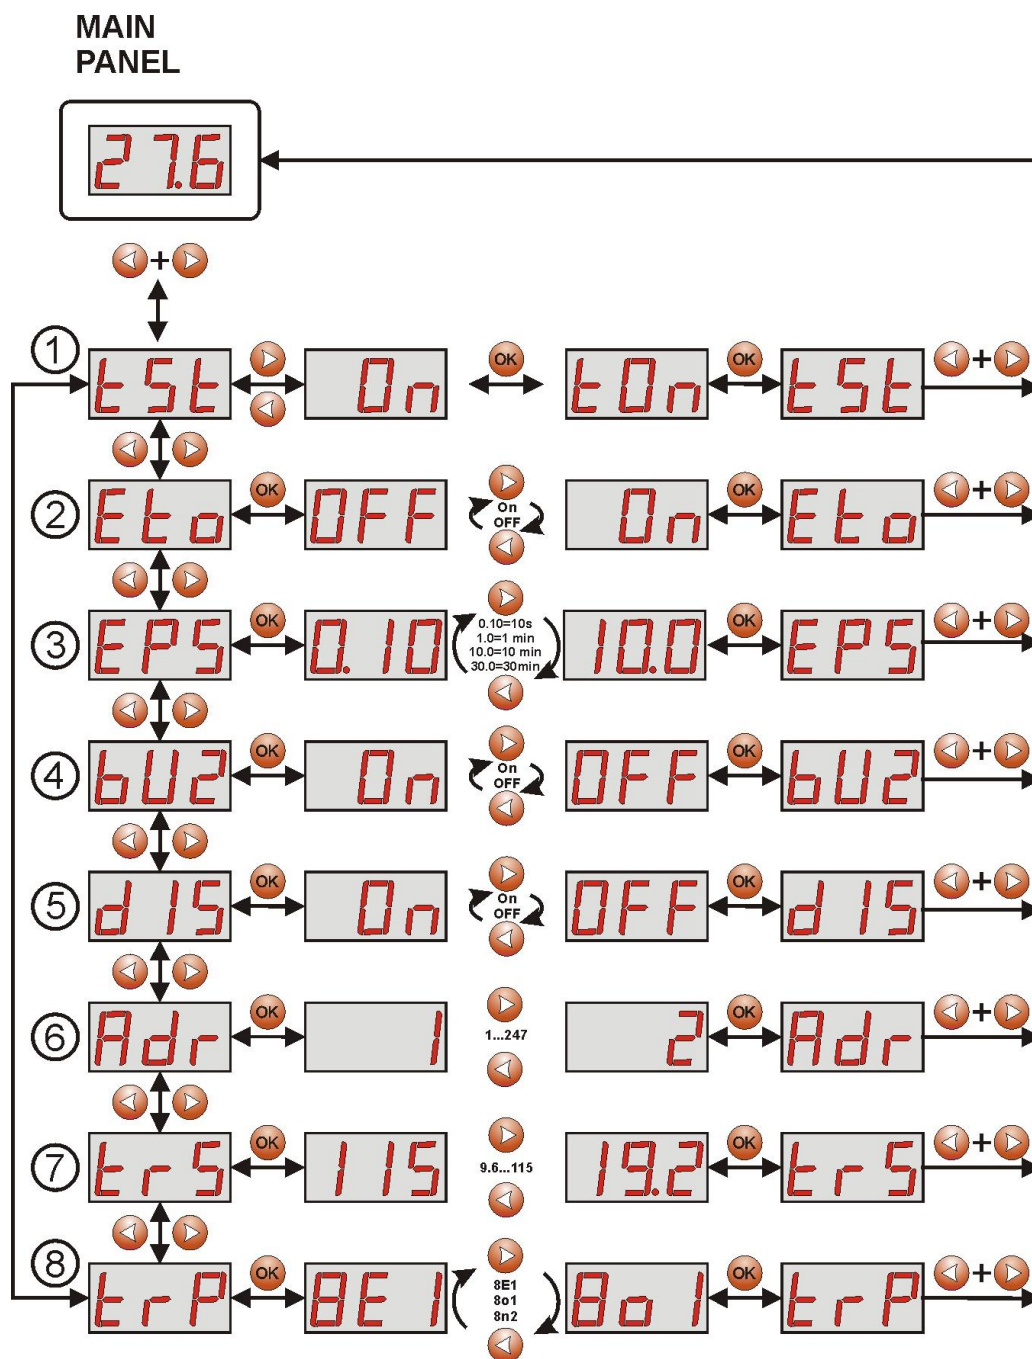 MAIN
PANEL
27.6
+
1 tSt On OK tOn OK tSt +
2 Eto OK OFF On OFF On OK Eto +
3 EPS OK 0.10 0.10=10s 1.0=1 min 10.0=10 min 30.0=30min 10.0 OK EPS +
4 bU2 OK On On OFF OFF OK bU2 +
5 d1S OK On On OFF OFF OK d1S +
6 Adr OK 1 1...247 2 OK Adr +
7 trS OK 115 9.6...115 19.2 OK trS +
8 trP OK 8E1 8E1 8o1 8n2 8o1 OK trP +